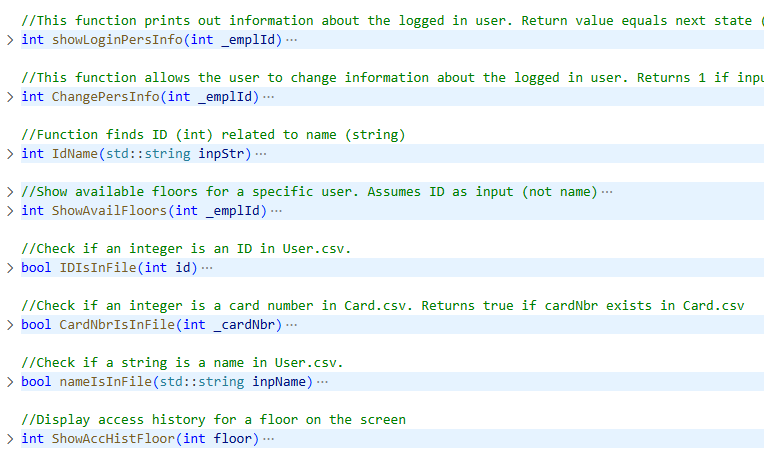 //This function prints out information about the logged in user. Return value equals next state (
int showLoginPersInfo(int _emplId) ···
//This function allows the user to change information about the logged in user. Returns 1 if inpu
int ChangePersInfo(int _emplId) ···
//Function finds ID (int) related to name (string)
int IdName(std::string inpStr) ···
//Show available floors for a specific user. Assumes ID as input (not name) ···
int ShowAvailFloors(int _emplId) ···
//Check if an integer is an ID in User.csv.
bool IDIsInFile(int id) ···
//Check if an integer is a card number in Card.csv. Returns true if cardNbr exists in Card.csv
bool CardNbrIsInFile(int _cardNbr) ···
//Check if a string is a name in User.csv.
bool nameIsInFile(std::string inpName) ···
//Display access history for a floor on the screen
int ShowAccHistFloor(int floor) ···